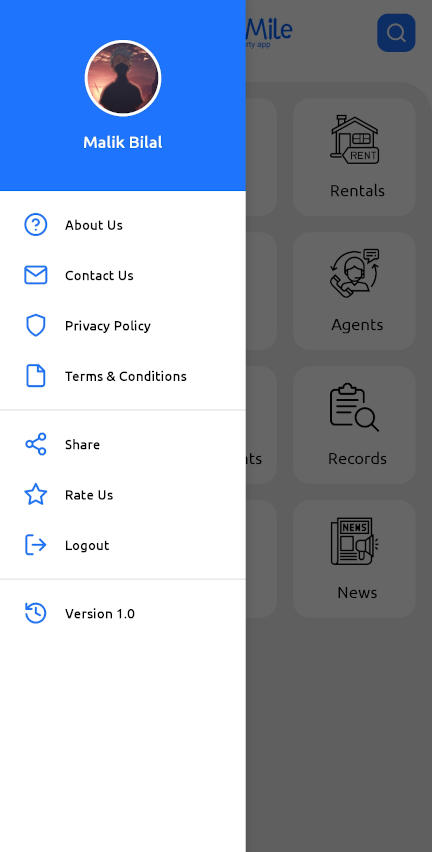 Malik Bilal
About Us
Contact Us
Privacy Policy
Terms & Conditions
Share
Rate Us
Logout
Version 1.0
Mile
rty app
RENT
Rentals
Agents
nts
Records
NEWS
News